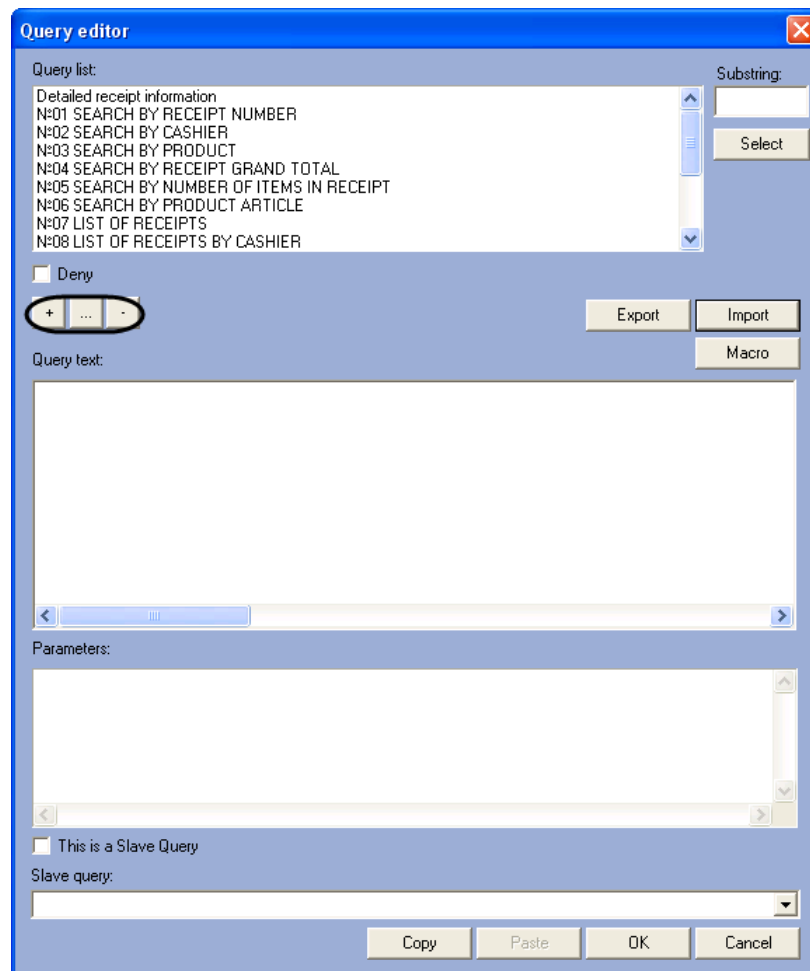 Query editor
Query list:
Substring:
Detailed receipt information
№01 SEARCH BY RECEIPT NUMBER
№02 SEARCH BY CASHIER
№03 SEARCH BY PRODUCT
№04 SEARCH BY RECEIPT GRAND TOTAL
№05 SEARCH BY NUMBER OF ITEMS IN RECEIPT
№06 SEARCH BY PRODUCT ARTICLE
№07 LIST OF RECEIPTS
№08 LIST OF RECEIPTS BY CASHIER
Select
Deny
+ ... -
Export Import
Macro
Query text:
Parameters:
This is a Slave Query
Slave query:
Copy Paste OK Cancel